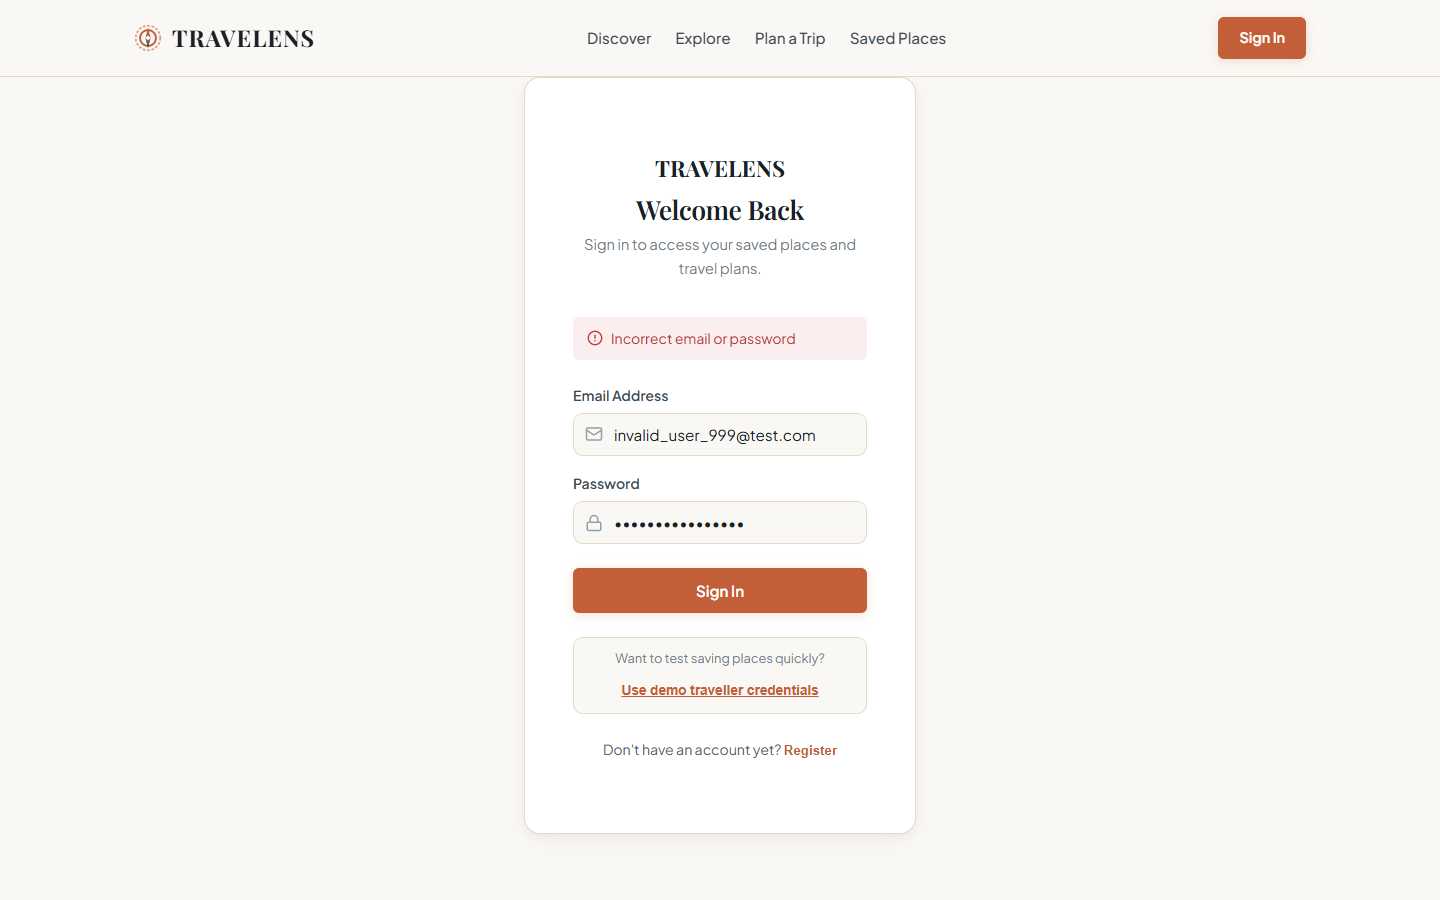 TRAVELENS
Discover
Explore
Plan a Trip
Saved Places
Sign In
TRAVELENS
Welcome Back
Sign in to access your saved places and
travel plans.
Incorrect email or password
Email Address
invalid_user_999@test.com
Password
••••••••••••••••
Sign In
Want to test saving places quickly?
Use demo traveller credentials
Don't have an account yet? Register